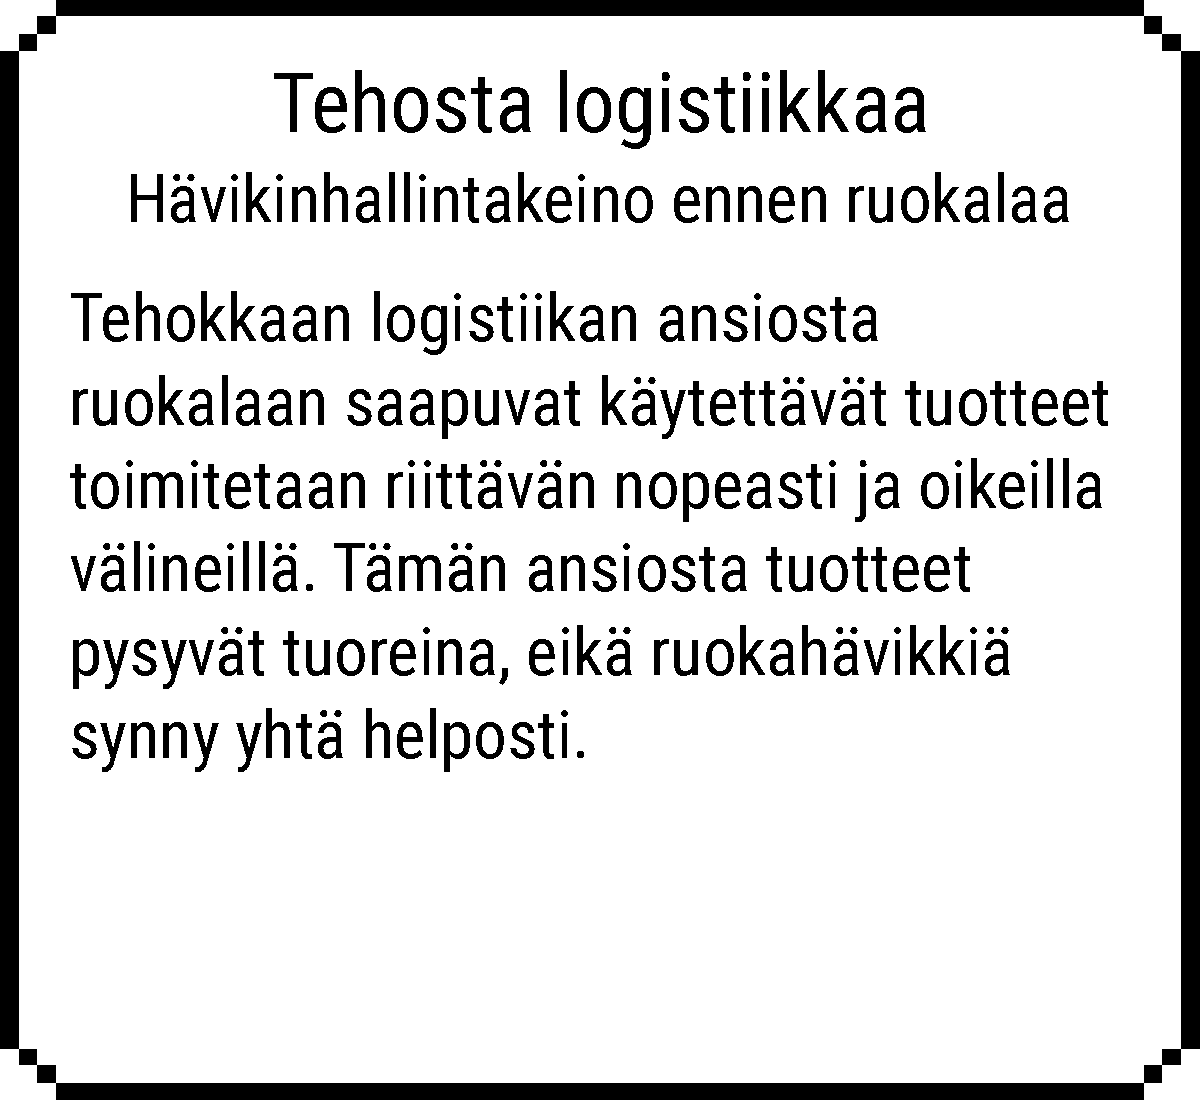 Tehosta logistiikkaa
Hävikinhallintakeino ennen ruokalaa
Tehokkaan logistiikan ansiosta
ruokalaan saapuvat käytettävät tuotteet
toimitetaan riittävän nopeasti ja oikeilla
välineillä. Tämän ansiosta tuotteet
pysyvät tuoreina, eikä ruokahävikkiä
synny yhtä helposti.